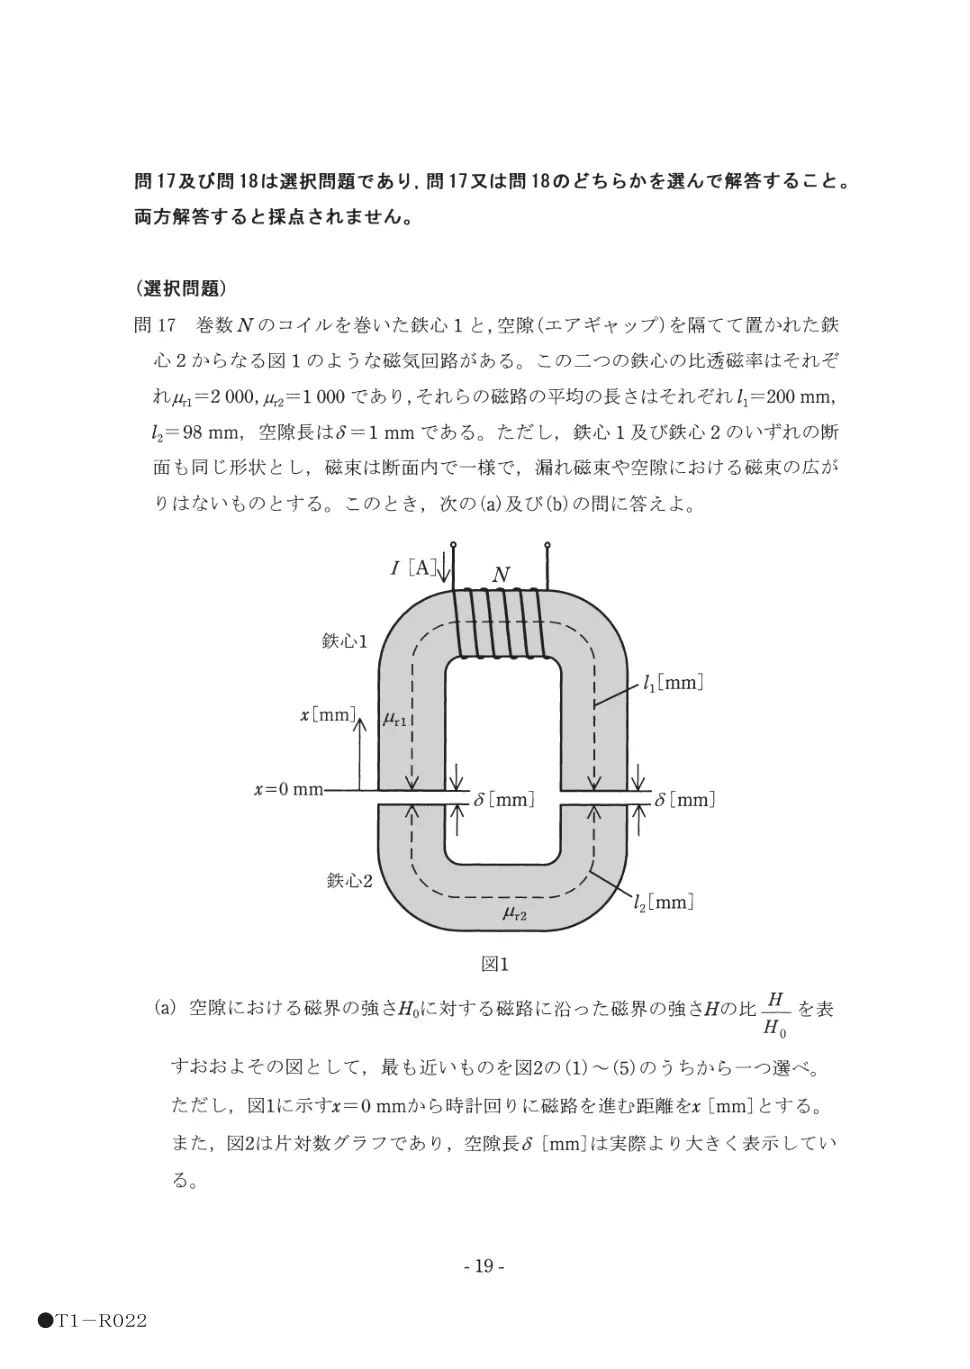 問17及び問18は選択問題であり，問17又は問18のどちらかを選んで解答すること。
両方解答すると採点されません。
(選択問題)
問 17　巻数 N のコイルを巻いた鉄心 1 と，空隙(エアギャップ)を隔てて置かれた鉄
心 2 からなる図 1 のような磁気回路がある。この二つの鉄心の比透磁率はそれぞ
れμr1=2 000, μr2=1 000 であり，それらの磁路の平均の長さはそれぞれ l1=200 mm,
l2=98 mm，空隙長はδ=1 mm である。ただし，鉄心 1 及び鉄心 2 のいずれの断
面も同じ形状とし，磁束は断面内で一様で，漏れ磁束や空隙における磁束の広が
りはないものとする。このとき，次の(a)及び(b)の問に答えよ。
I [A]
N
鉄心1
l1[mm]
x[mm]
μr1
x=0 mm
δ[mm]
δ[mm]
鉄心2
l2[mm]
μr2
図1
(a) 空隙における磁界の強さH0に対する磁路に沿った磁界の強さHの比 H/H0 を表
すおおよその図として，最も近いものを図2の(1)～(5)のうちから一つ選べ。
ただし，図1に示すx=0 mmから時計回りに磁路を進む距離をx [mm]とする。
また，図2は片対数グラフであり，空隙長δ [mm]は実際より大きく表示してい
る。
- 19 -
●T1－R022